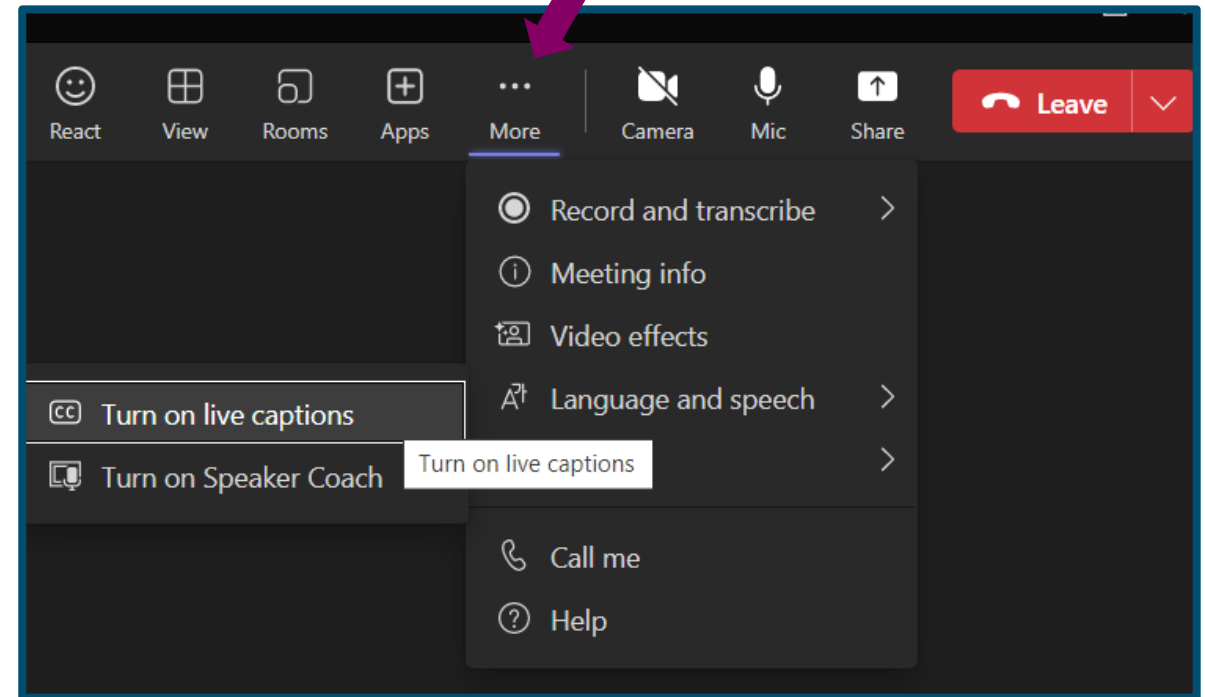 React View Rooms Apps More Camera Mic Share Leave
Record and transcribe
Meeting info
Video effects
Language and speech
CC Turn on live captions
Turn on Speaker Coach
Turn on live captions
Call me
Help